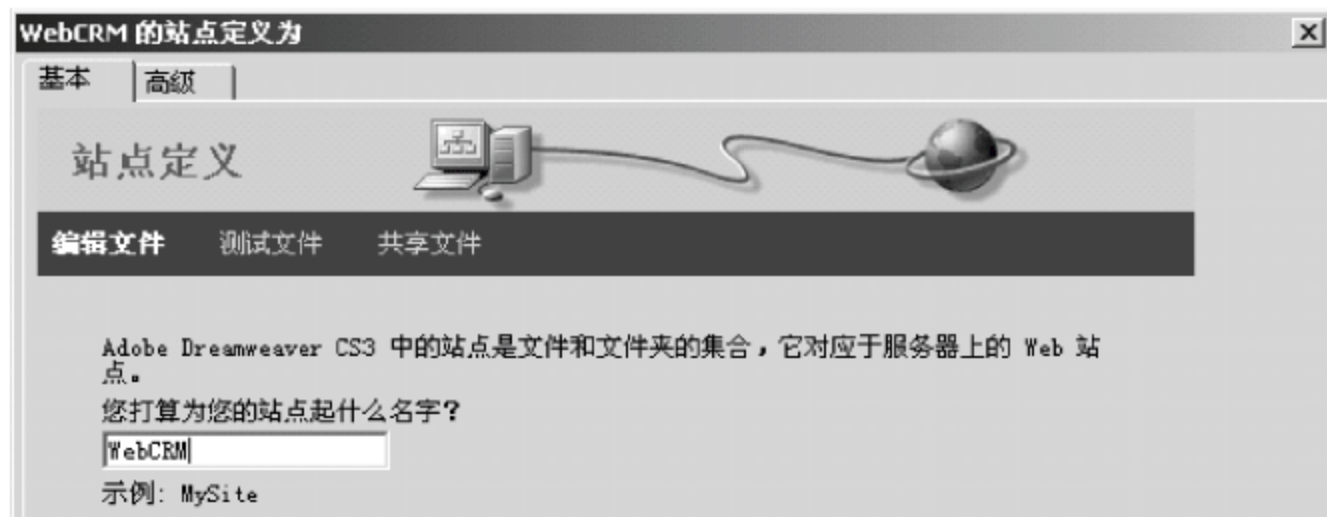 WebCRM 的站点定义为
基本 高级
站点定义
编辑文件 测试文件 共享文件
Adobe Dreamweaver CS3 中的站点是文件和文件夹的集合，它对应于服务器上的 Web 站
点。
您打算为您的站点起什么名字?
WebCRM
示例: MySite